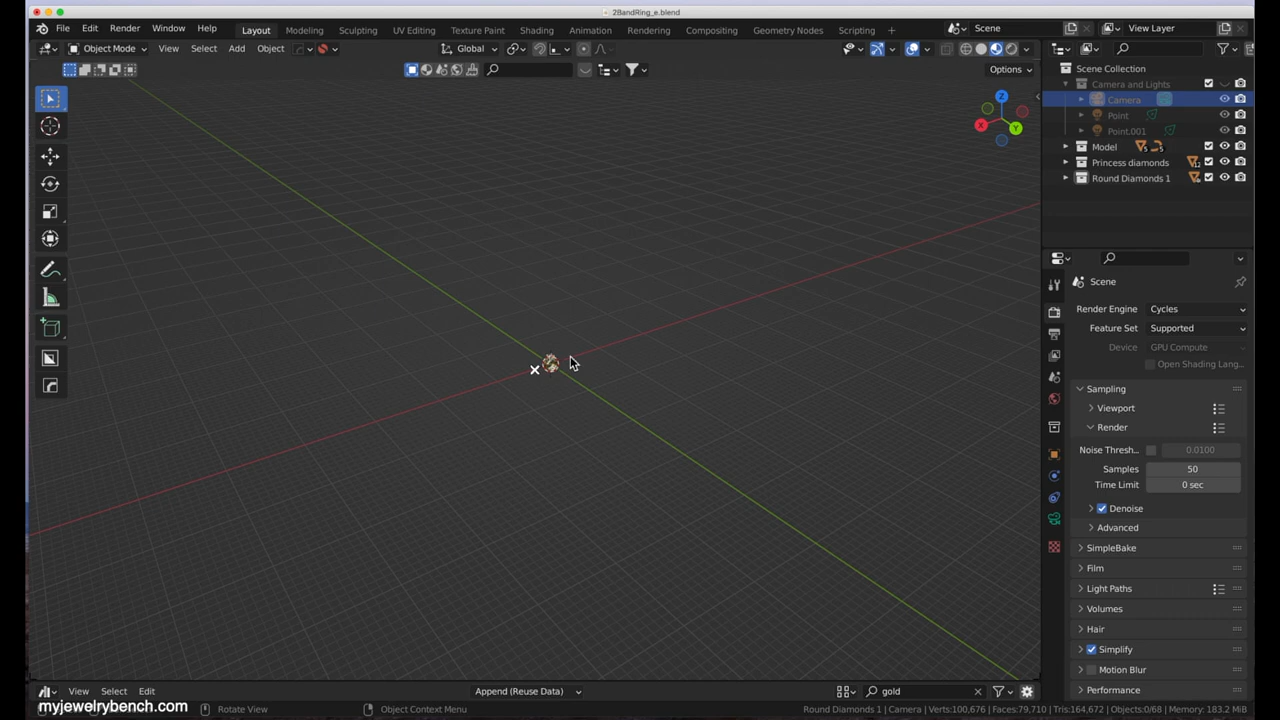 2BandRing_e.blend
File Edit Render Window Help Layout Modeling Sculpting UV Editing Texture Paint Shading Animation Rendering Compositing Geometry Nodes Scripting + Scene View Layer
Object Mode View Select Add Object Global
Options
Z
X
Y
Scene Collection
Camera and Lights
Camera
Point
Point.001
Model
Princess diamonds
Round Diamonds 1
Scene
Render Engine Cycles
Feature Set Supported
Device GPU Compute
Open Shading Lang...
Sampling
Viewport
Render
Noise Thresh... 0.0100
Samples 50
Time Limit 0 sec
Denoise
Advanced
SimpleBake
Film
Light Paths
Volumes
Hair
Simplify
Motion Blur
Performance
View Select Edit Append (Reuse Data) gold
myjewelrybench.com Rotate View Object Context Menu Round Diamonds 1 | Camera | Verts:100,676 | Faces:79,710 | Tris:164,672 | Objects:0/68 | Memory: 183.2 MiB